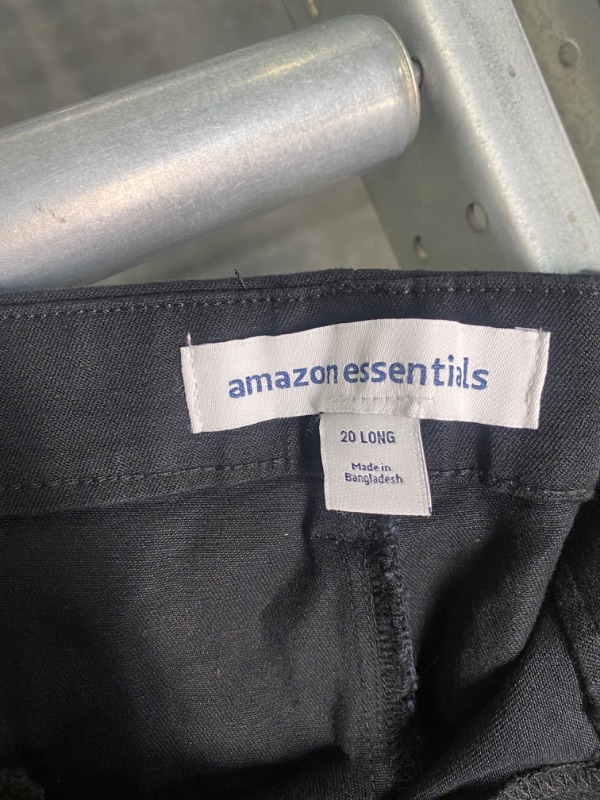 amazon essentials
20 LONG
Made in
Bangladesh